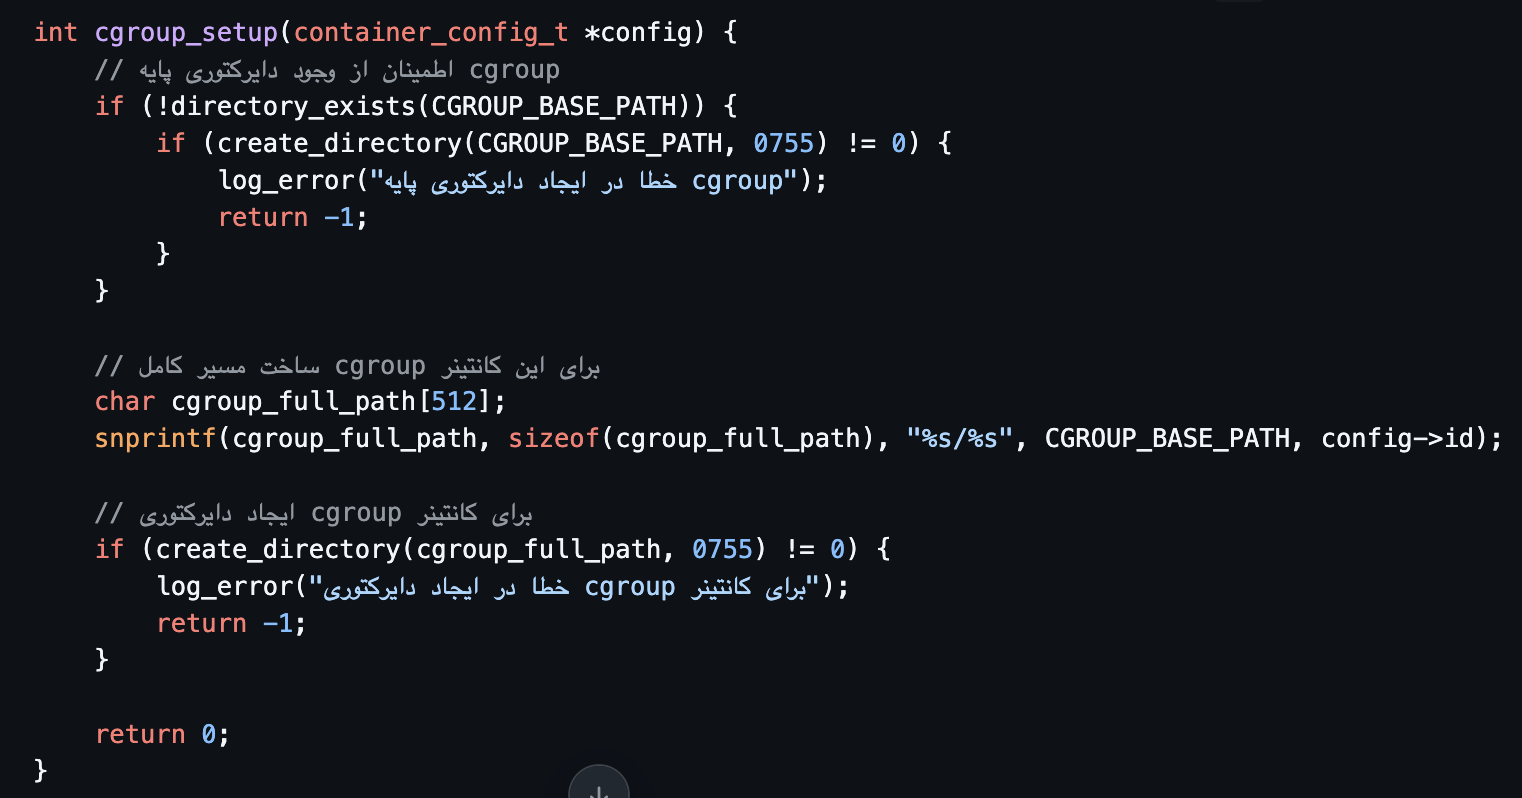 int cgroup_setup(container_config_t *config) {
    // اطمینان از وجود دایرکتوری پایه cgroup
    if (!directory_exists(CGROUP_BASE_PATH)) {
        if (create_directory(CGROUP_BASE_PATH, 0755) != 0) {
            log_error("خطا در ایجاد دایرکتوری پایه cgroup");
            return -1;
        }
    }

    // ساخت مسیر کامل cgroup برای این کانتینر
    char cgroup_full_path[512];
    snprintf(cgroup_full_path, sizeof(cgroup_full_path), "%s/%s", CGROUP_BASE_PATH, config->id);

    // ایجاد دایرکتوری cgroup برای کانتینر
    if (create_directory(cgroup_full_path, 0755) != 0) {
        log_error("خطا در ایجاد دایرکتوری cgroup برای کانتینر");
        return -1;
    }

    return 0;
}